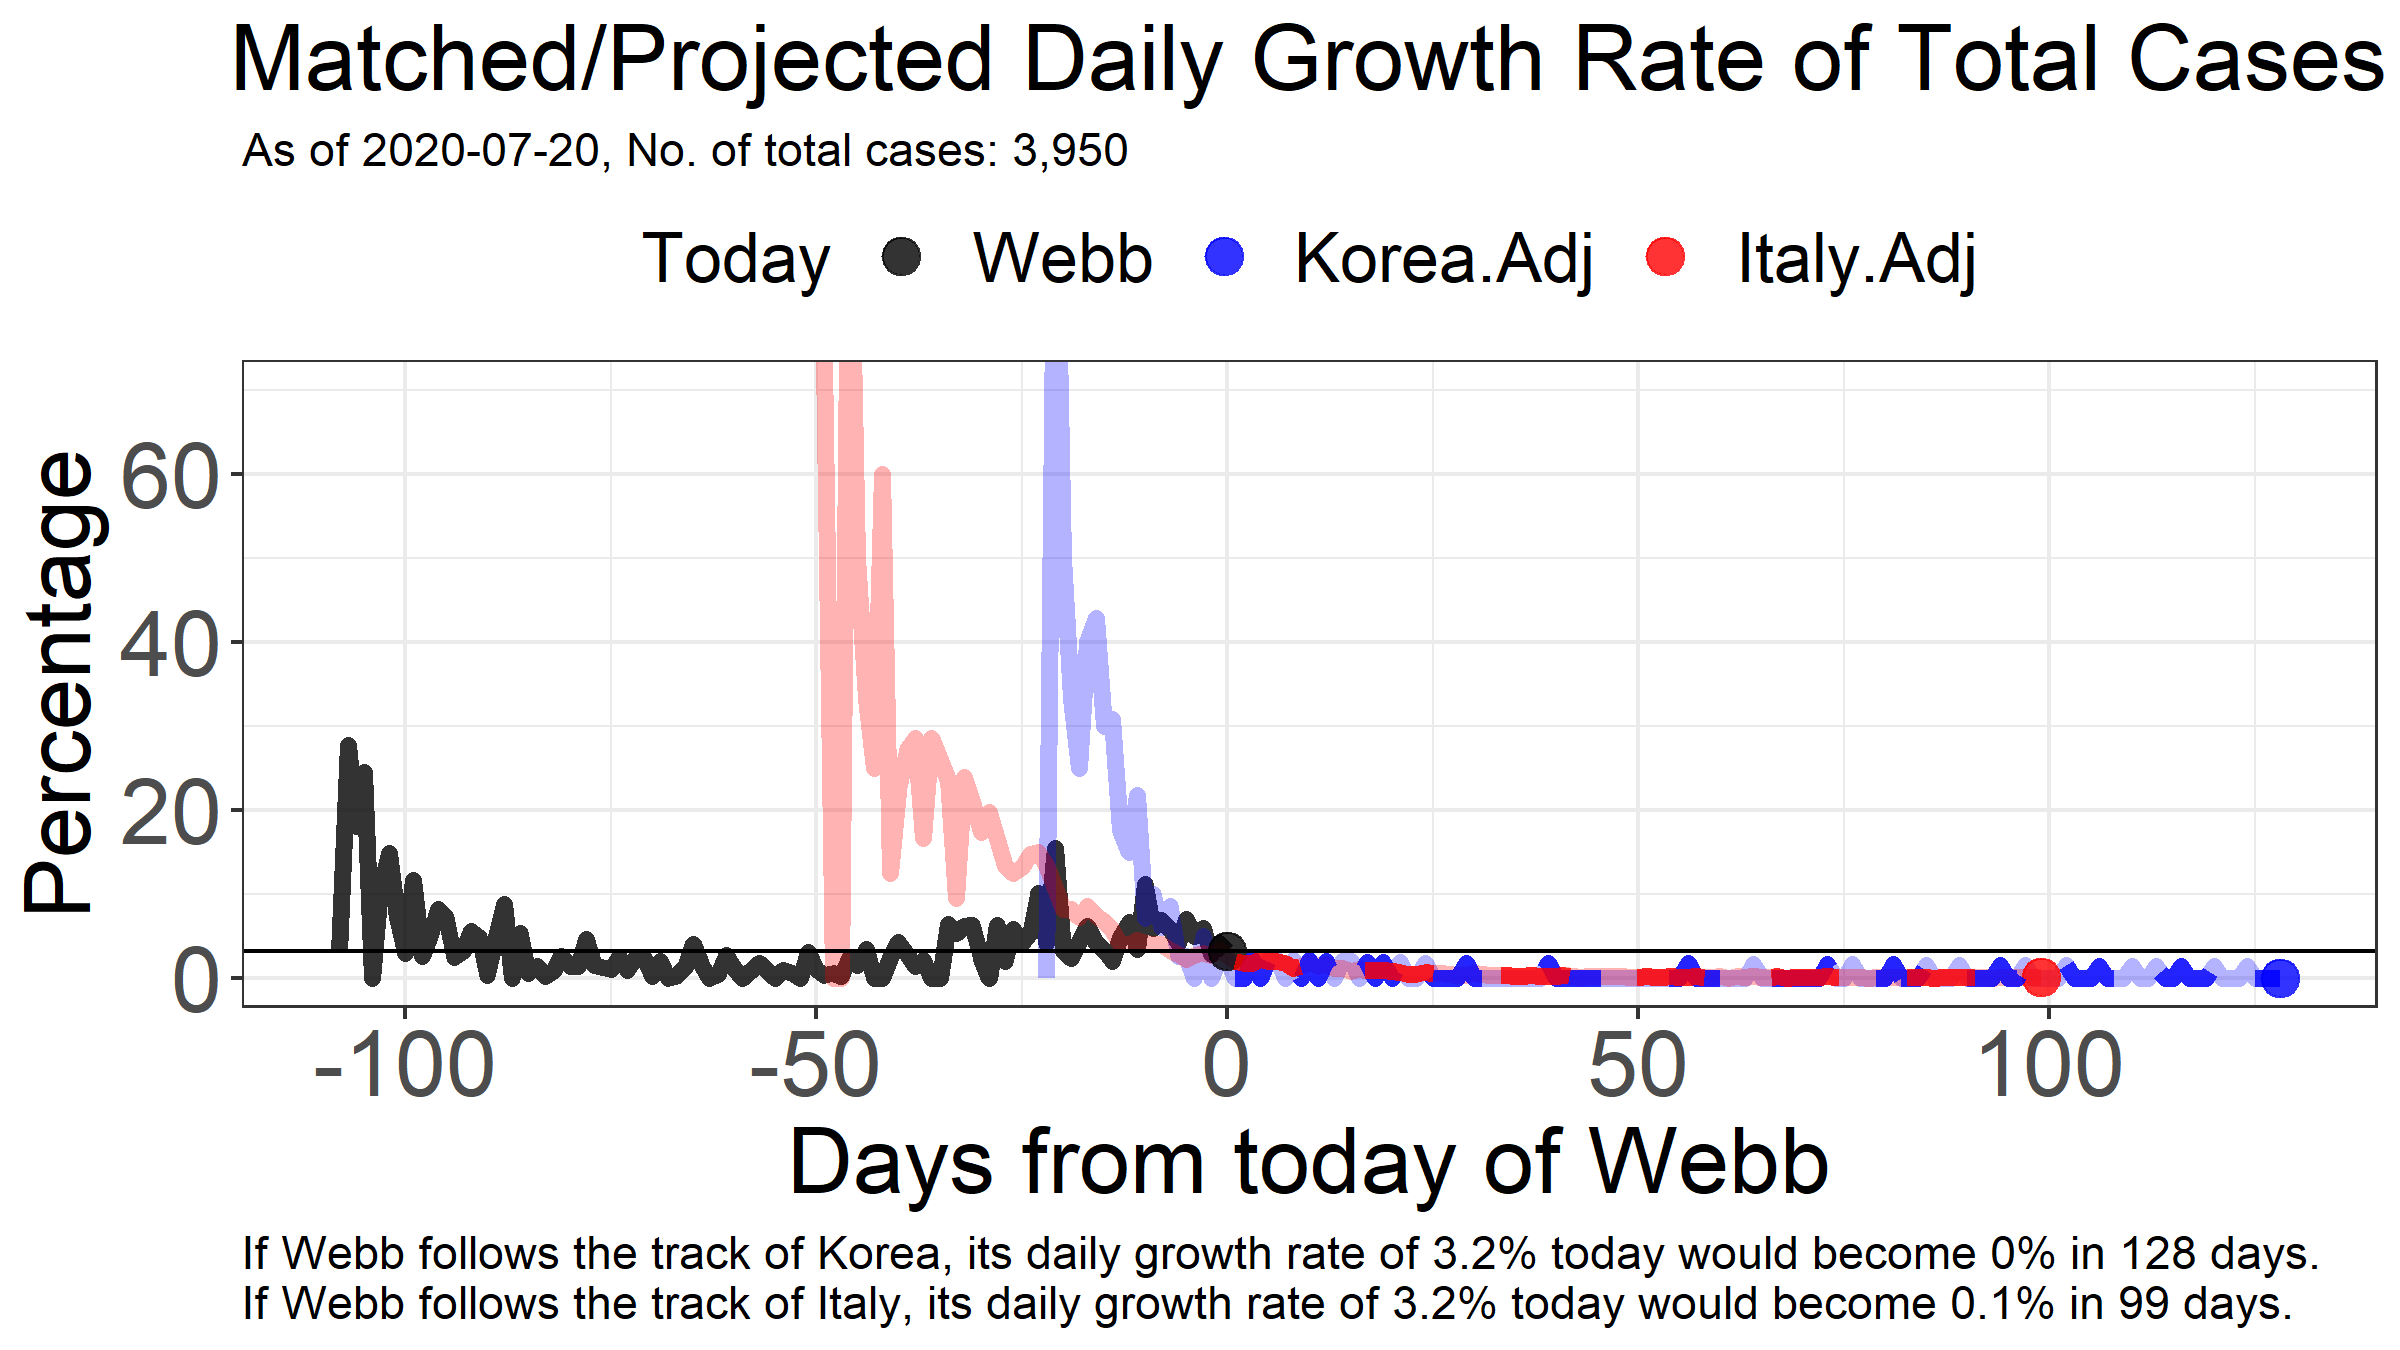 Matched/Projected Daily Growth Rate of Total Cases
As of 2020-07-20, No. of total cases: 3,950
Today Webb Korea.Adj Italy.Adj
Percentage
60
40
20
0
-100 -50 0 50 100
Days from today of Webb
If Webb follows the track of Korea, its daily growth rate of 3.2% today would become 0% in 128 days.
If Webb follows the track of Italy, its daily growth rate of 3.2% today would become 0.1% in 99 days.